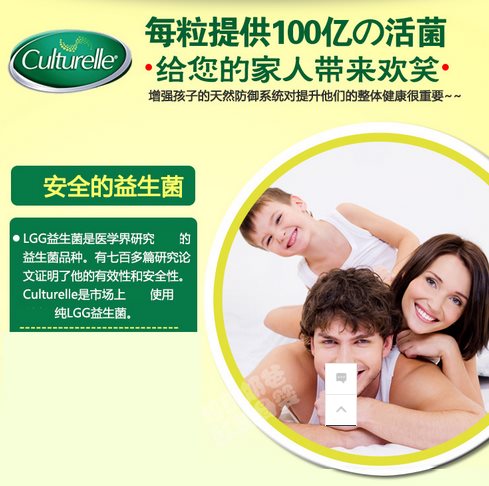 Culturelle®
每粒提供100亿の活菌
•给您的家人带来欢笑•
增强孩子的天然防御系统对提升他们的整体健康很重要~~
安全的益生菌
●LGG益生菌是医学界研究 的
益生菌品种。有七百多篇研究论
文证明了他的有效性和安全性。
Culturelle是市场上 使用
纯LGG益生菌。